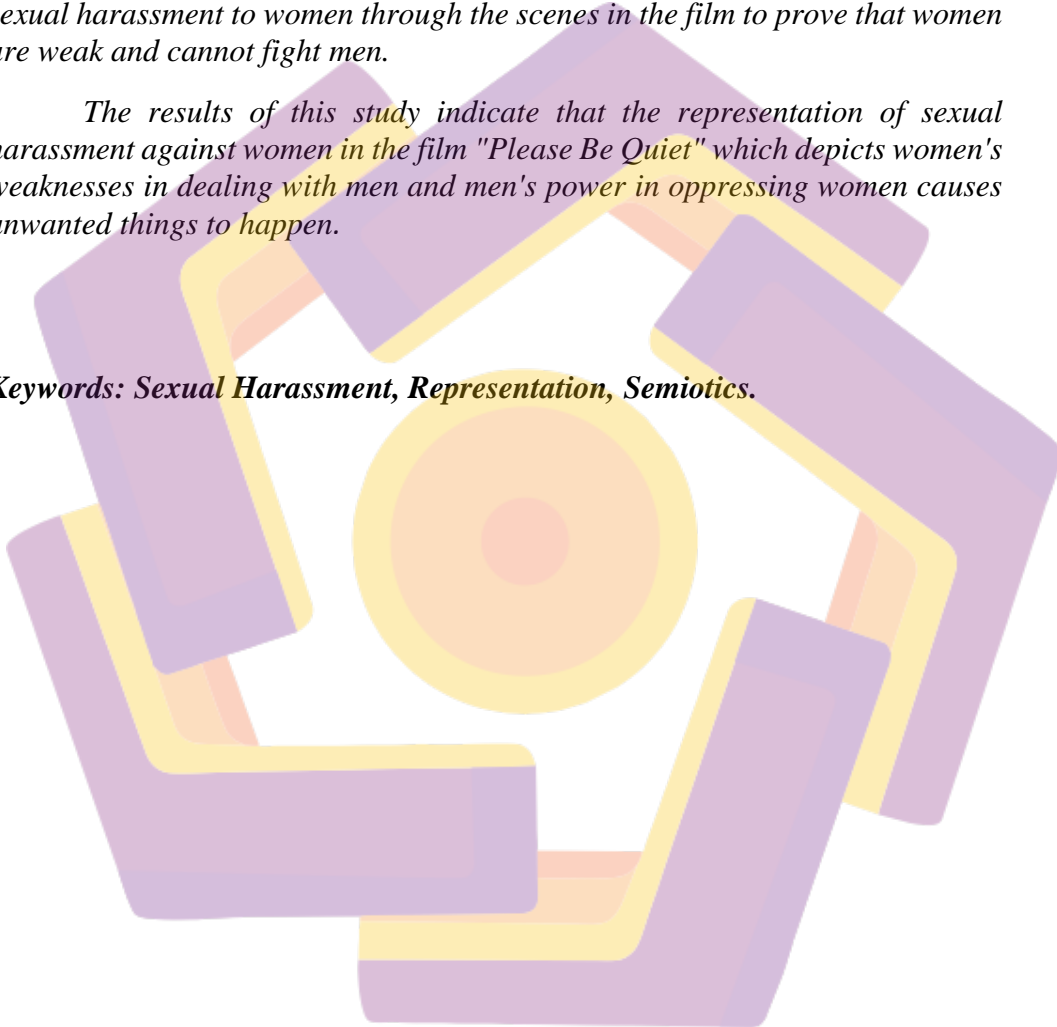 exual harassment to women through the scenes in the film to prove that women
are weak and cannot fight men.
The results of this study indicate that the representation of sexual
harassment against women in the film "Please Be Quiet" which depicts women's
weaknesses in dealing with men and men's power in oppressing women causes
unwanted things to happen.
Keywords: Sexual Harassment, Representation, Semiotics.